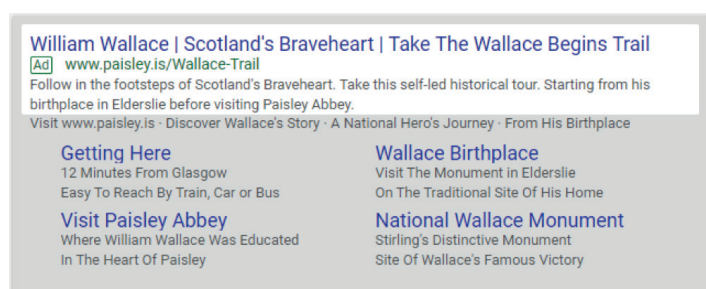 William Wallace | Scotland's Braveheart | Take The Wallace Begins Trail
Ad www.paisley.is/Wallace-Trail
Follow in the footsteps of Scotland's Braveheart. Take this self-led historical tour. Starting from his
birthplace in Elderslie before visiting Paisley Abbey.
Visit www.paisley.is · Discover Wallace's Story · A National Hero's Journey · From His Birthplace
Getting Here
12 Minutes From Glasgow
Easy To Reach By Train, Car or Bus
Wallace Birthplace
Visit The Monument in Elderslie
On The Traditional Site Of His Home
Visit Paisley Abbey
Where William Wallace Was Educated
In The Heart Of Paisley
National Wallace Monument
Stirling's Distinctive Monument
Site Of Wallace's Famous Victory